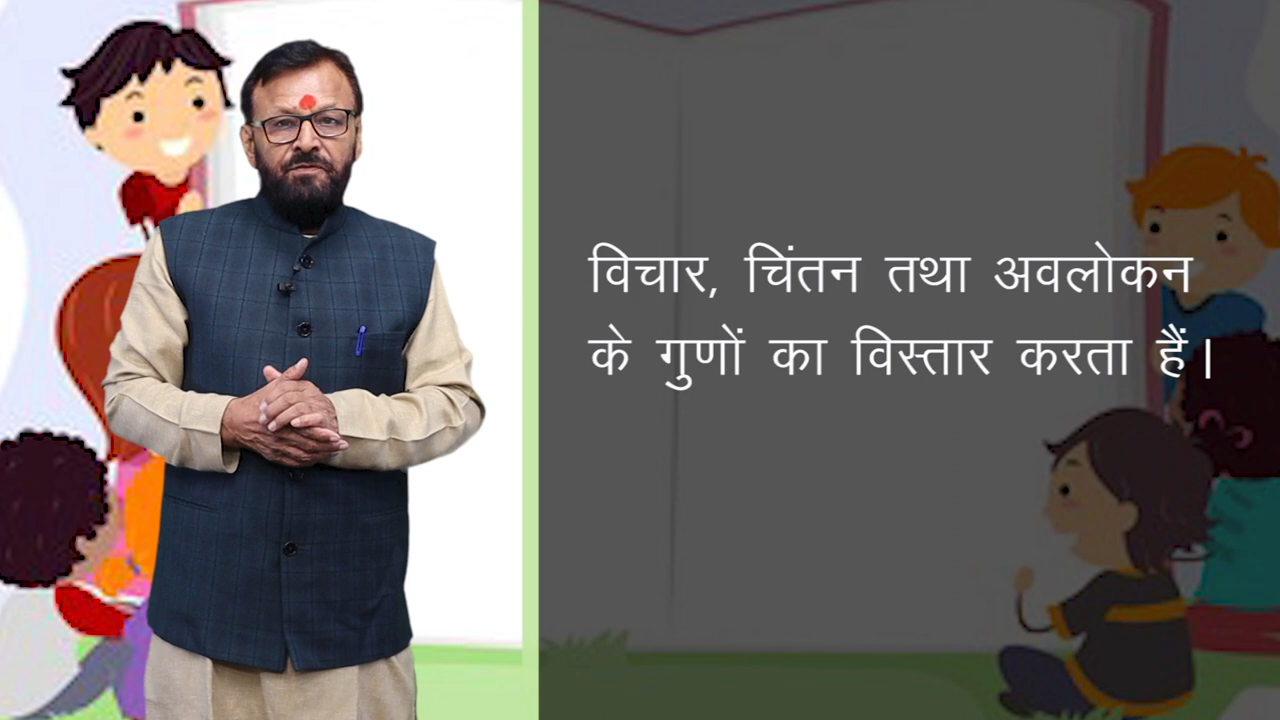 विचार, चिंतन तथा अवलोकन
के गुणों का विस्तार करता हैं।